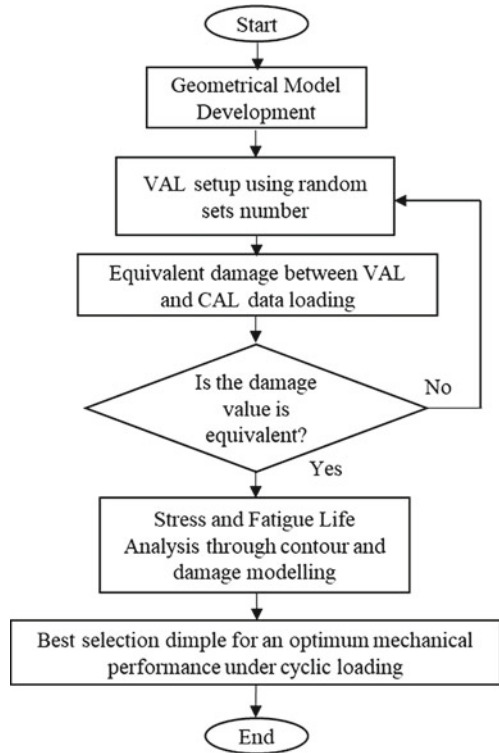 Start
Geometrical Model
Development
VAL setup using random
sets number
Equivalent damage between VAL
and CAL data loading
Is the damage
value is
equivalent?
No
Yes
Stress and Fatigue Life
Analysis through contour and
damage modelling
Best selection dimple for an optimum mechanical
performance under cyclic loading
End